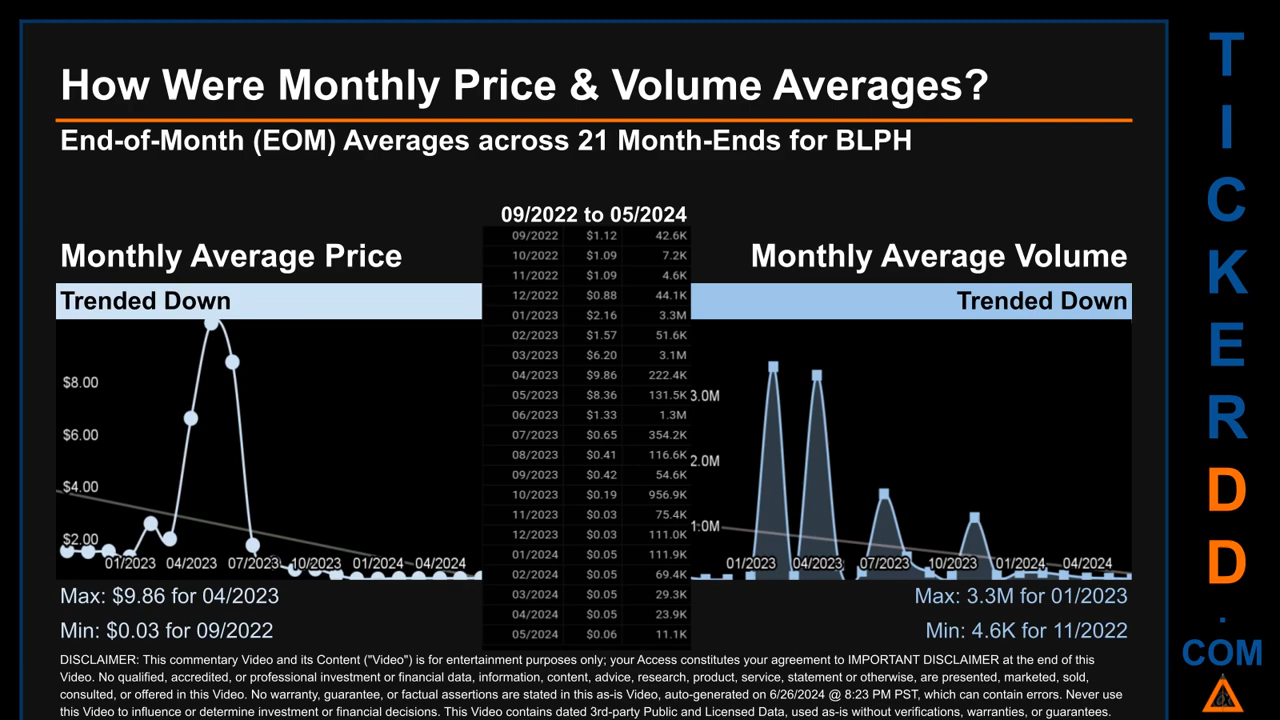 How Were Monthly Price & Volume Averages?
End-of-Month (EOM) Averages across 21 Month-Ends for BLPH
09/2022 to 05/2024
Monthly Average Price
Monthly Average Volume
Trended Down
Trended Down
09/2022 $1.12 42.6K
10/2022 $1.09 7.2K
11/2022 $1.09 4.6K
12/2022 $0.88 44.1K
01/2023 $2.16 3.3M
02/2023 $1.57 51.6K
03/2023 $6.20 3.1M
04/2023 $9.86 222.4K
05/2023 $8.36 131.5K
06/2023 $1.33 1.3M
07/2023 $0.65 354.2K
08/2023 $0.41 116.6K
09/2023 $0.42 54.6K
10/2023 $0.19 956.9K
11/2023 $0.03 75.4K
12/2023 $0.03 111.0K
01/2024 $0.05 111.9K
02/2024 $0.05 69.4K
03/2024 $0.05 29.3K
04/2024 $0.05 23.9K
05/2024 $0.06 11.1K
$8.00
$6.00
$4.00
$2.00
01/2023 04/2023 07/2023 10/2023 01/2024 04/2024
3.0M
2.0M
1.0M
01/2023 04/2023 07/2023 10/2023 01/2024 04/2024
Max: $9.86 for 04/2023
Min: $0.03 for 09/2022
Max: 3.3M for 01/2023
Min: 4.6K for 11/2022
DISCLAIMER: This commentary Video and its Content ("Video") is for entertainment purposes only; your Access constitutes your agreement to IMPORTANT DISCLAIMER at the end of this
Video. No qualified, accredited, or professional investment or financial data, information, content, advice, research, product, service, statement or otherwise, are presented, marketed, sold,
consulted, or offered in this Video. No warranty, guarantee, or factual assertions are stated in this as-is Video, auto-generated on 6/26/2024 @ 8:23 PM PST, which can contain errors. Never use
this Video to influence or determine investment or financial decisions. This Video contains dated 3rd-party Public and Licensed Data, used as-is without verifications, warranties, or guarantees.
T
I
C
K
E
R
D
D
.
COM